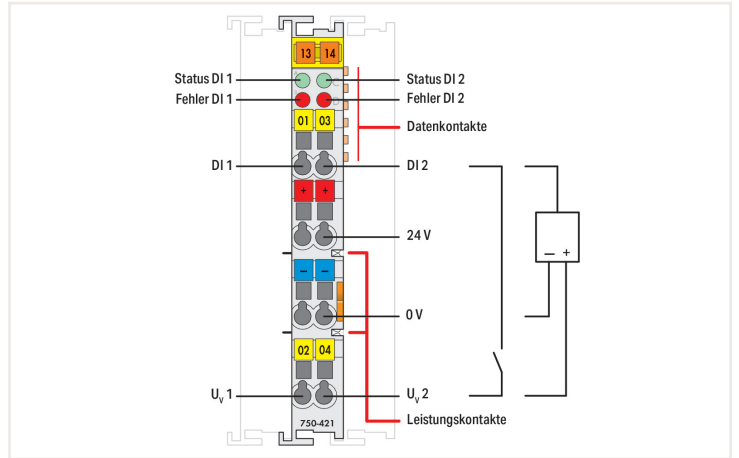 13 14
Status DI 1
Status DI 2
Fehler DI 1
Fehler DI 2
01 03
Datenkontakte
DI 1
DI 2
+ +
24 V
– +
– –
0 V
02 04
Uv 1
Uv 2
Leistungskontakte
750-421